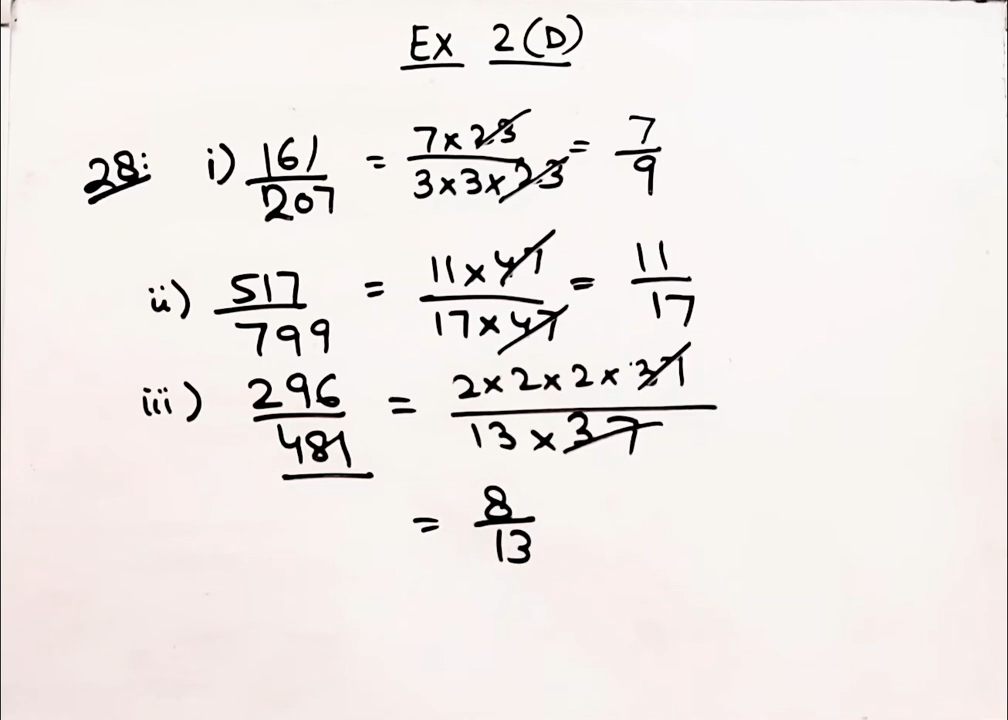 Ex 2(D)
28: i) 161/207 = 7×23/3×3×23 = 7/9
ii) 517/799 = 11×47/17×47 = 11/17
iii) 296/481 = 2×2×2×37/13×37
= 8/13